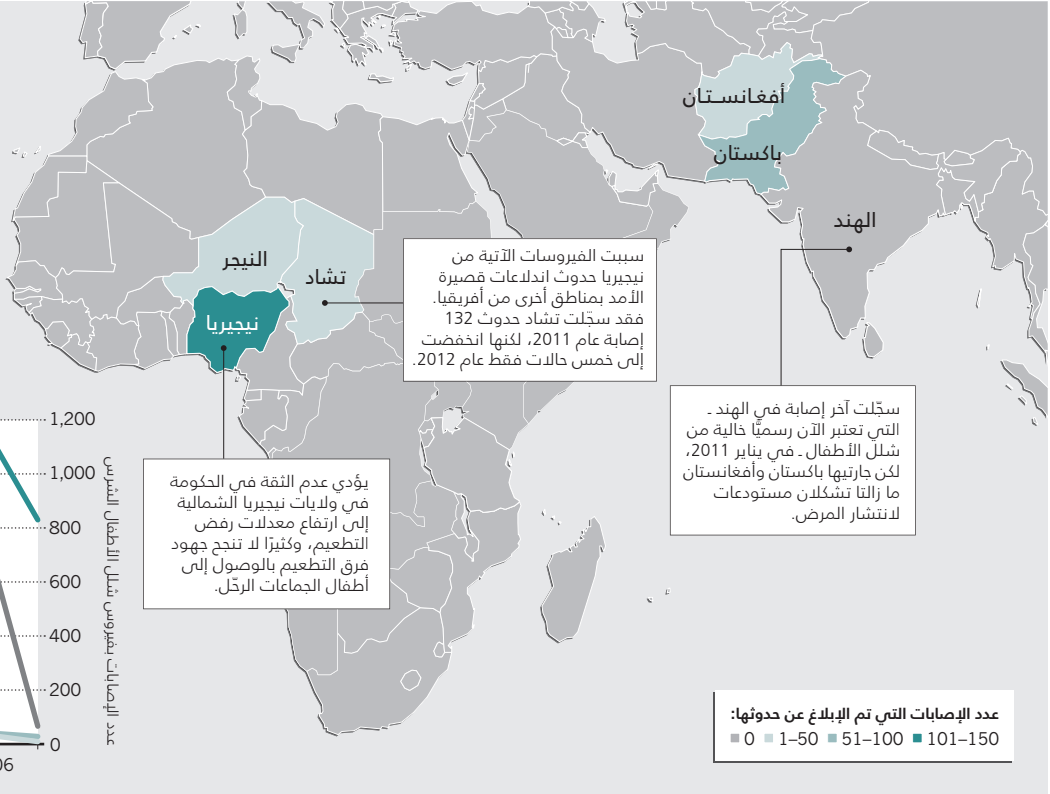 أفغانستان
باكستان
الهند
النيجر
تشاد
نيجيريا
سببت الفيروسات الآتية من
نيجيريا حدوث اندلاعات قصيرة
الأمد بمناطق أخرى من أفريقيا.
فقد سجّلت تشاد حدوث 132
إصابة عام 2011، لكنها انخفضت
إلى خمس حالات فقط عام 2012.
سجّلت آخر إصابة في الهند ـ
التي تعتبر الآن رسميًّا خالية من
شلل الأطفال ـ في يناير 2011،
لكن جارتيها باكستان وأفغانستان
ما زالتا تشكلان مستودعات
لانتشار المرض.
يؤدي عدم الثقة في الحكومة
في ولايات نيجيريا الشمالية
إلى ارتفاع معدلات رفض
التطعيم، وكثيرًا لا تنجح جهود
فرق التطعيم بالوصول إلى
أطفال الجماعات الرحّل.
1,200
1,000
800
600
400
200
0
06
عدد الإصابات بفيروس شلل الأطفال الشرس
عدد الإصابات التي تم الإبلاغ عن حدوثها:
0 1–50 51–100 101–150